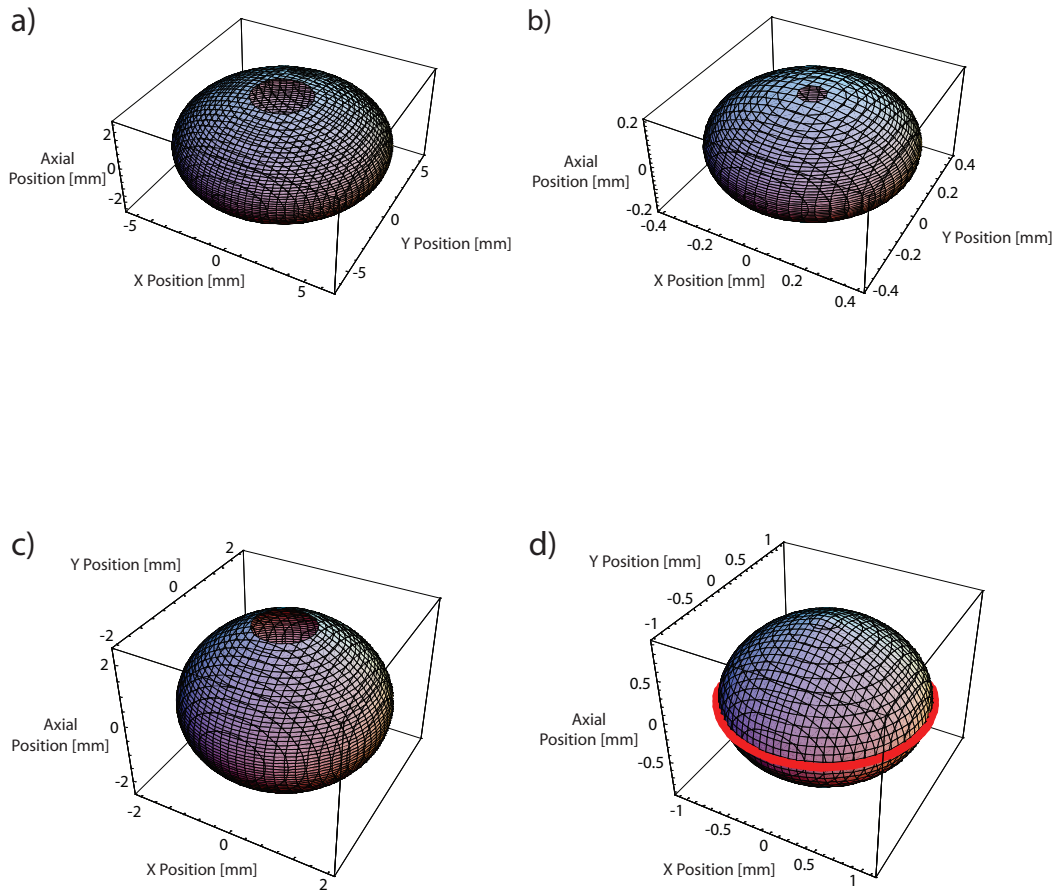 a)
2
0
-2
Axial
Position [mm]
-5
0
5
X Position [mm]
-5
0
5
Y Position [mm]
b)
0.2
0
-0.2
Axial
Position [mm]
-0.4
-0.2
0
0.2
0.4
X Position [mm]
-0.4
-0.2
0
0.2
0.4
Y Position [mm]
c)
Y Position [mm]
2
0
-2
2
0
-2
Axial
Position [mm]
-2
0
2
X Position [mm]
d)
Y Position [mm]
1
0.5
0
-0.5
-1
0.5
0
-0.5
Axial
Position [mm]
-1
-0.5
0
0.5
1
X Position [mm]